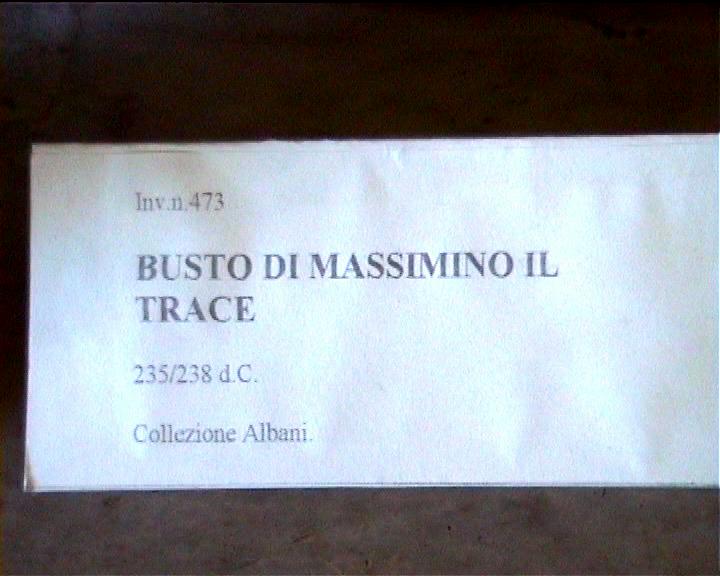 Inv.n.473
BUSTO DI MASSIMINO IL
TRACE
235/238 d.C.
Collezione Albani.